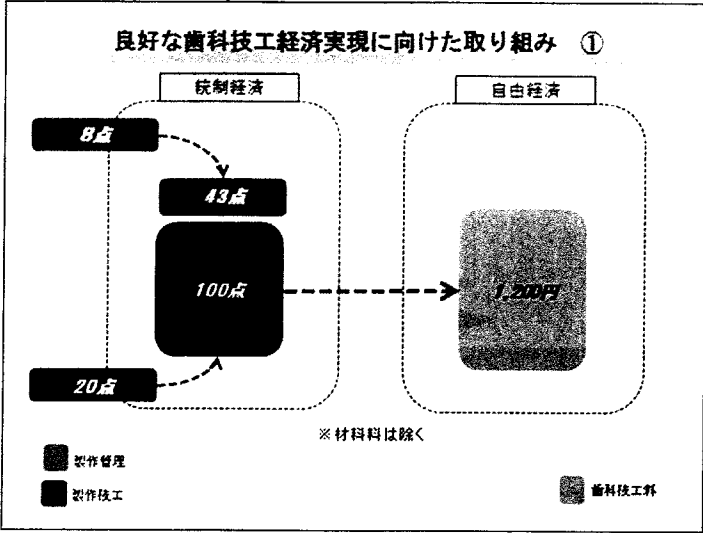 良好な歯科技工経済実現に向けた取り組み ①
統制経済
自由経済
8点
43点
100点
1,200円
20点
※材料料は除く
製作管理
製作技工
歯科技工料